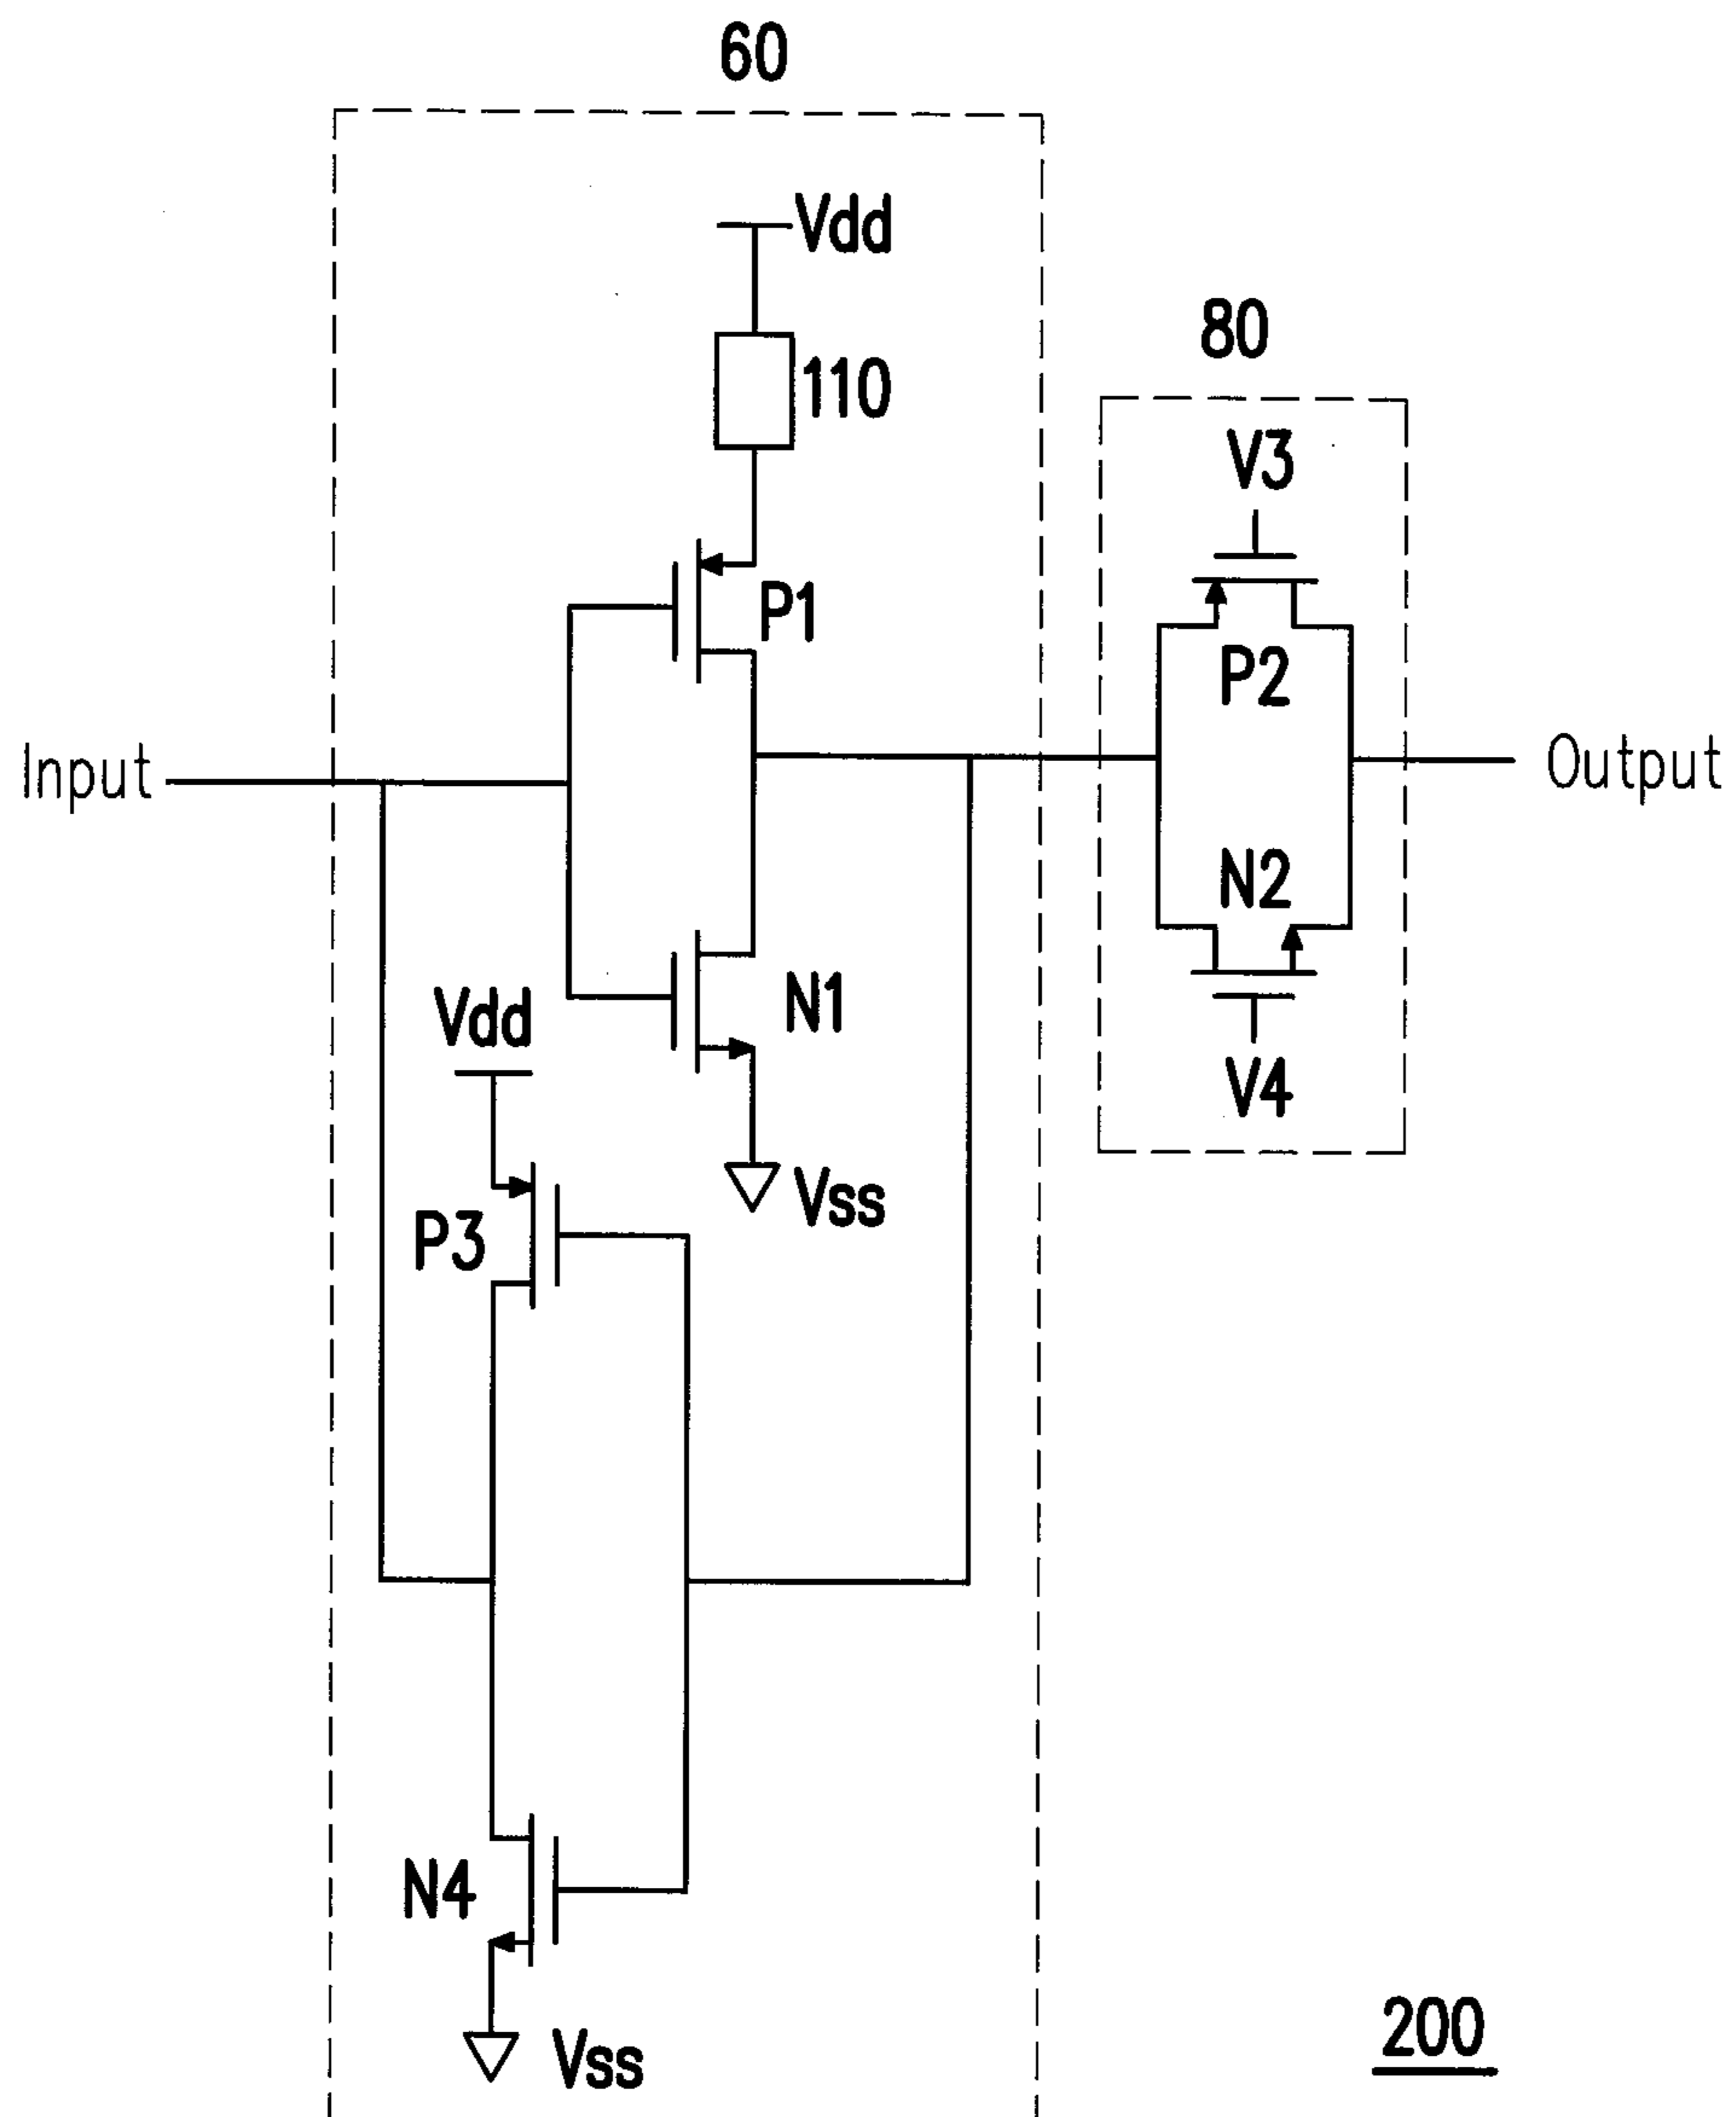 60
Vdd
110
80
V3
P1
P2
Input
Output
N2
N1
Vdd
V4
Vss
P3
N4
Vss
200